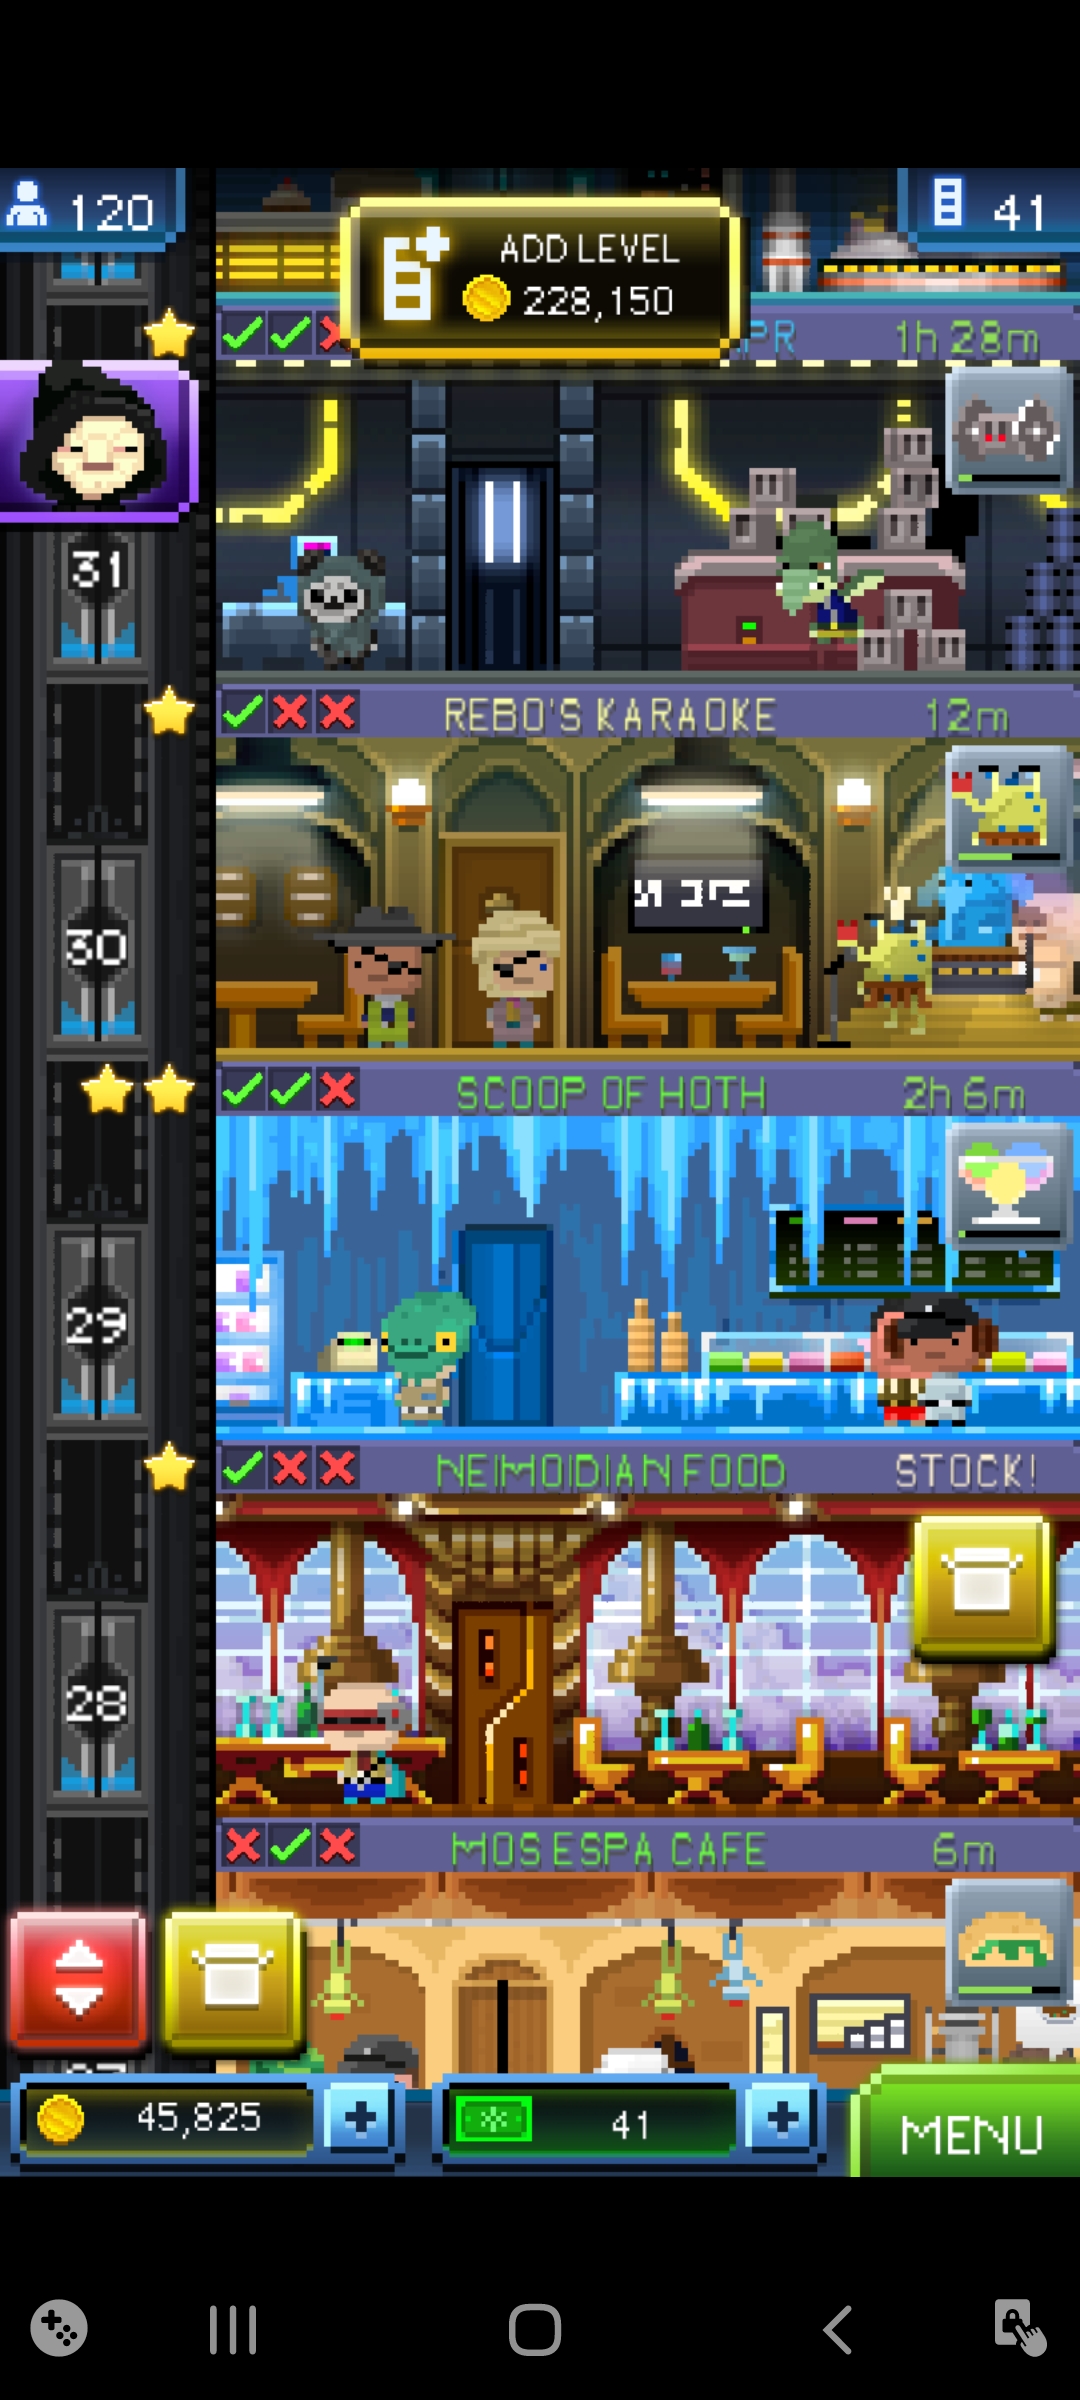 120
ADD LEVEL
228,150
41
PR
1h 28m
31
REBO'S KARAOKE
12m
30
SCOOP OF HOTH
2h 6m
29
NEIMOIDIAN FOOD
STOCK!
28
MOS ESPA CAFE
6m
45,825
41
MENU